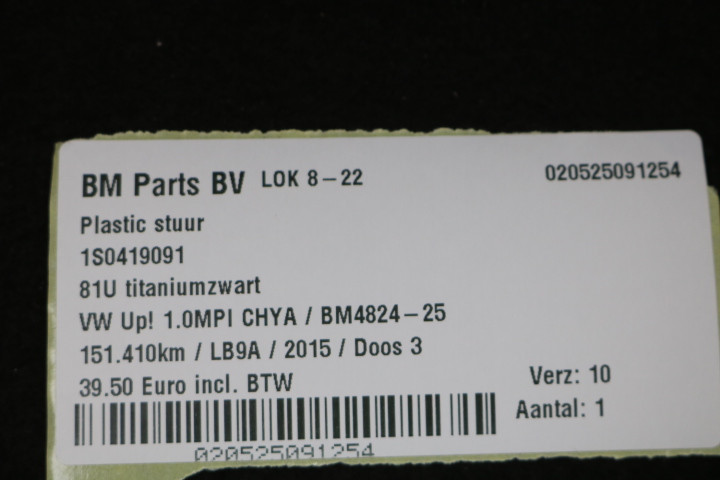 BM Parts BV LOK 8-22 020525091254
Plastic stuur
1S0419091
81U titaniumzwart
VW Up! 1.0MPI CHYA / BM4824-25
151.410km / LB9A / 2015 / Doos 3
39.50 Euro incl. BTW Verz: 10
Aantal: 1
020525091254